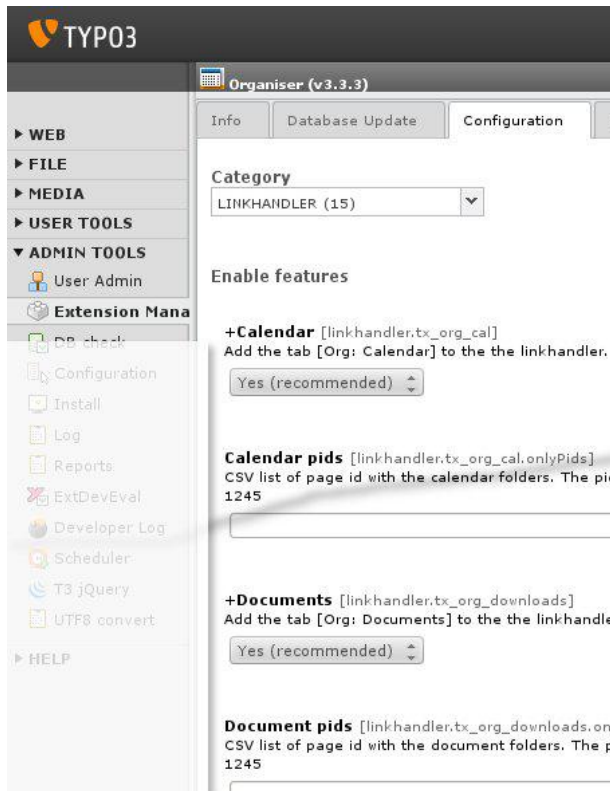 TYPO3
Organiser (v3.3.3)
Info
Database Update
Configuration
WEB
FILE
MEDIA
USER TOOLS
ADMIN TOOLS
User Admin
Extension Mana
DB check
Configuration
Install
Log
Reports
ExtDevEval
Developer Log
Scheduler
T3 jQuery
UTF8 convert
HELP
Category
LINKHANDLER (15)
Enable features
+Calendar [linkhandler.tx_org_cal]
Add the tab [Org: Calendar] to the the linkhandler.
Yes (recommended)
Calendar pids [linkhandler.tx_org_cal.onlyPids]
CSV list of page id with the calendar folders. The pi
1245
+Documents [linkhandler.tx_org_downloads]
Add the tab [Org: Documents] to the the linkhandle
Yes (recommended)
Document pids [linkhandler.tx_org_downloads.on
CSV list of page id with the document folders. The p
1245